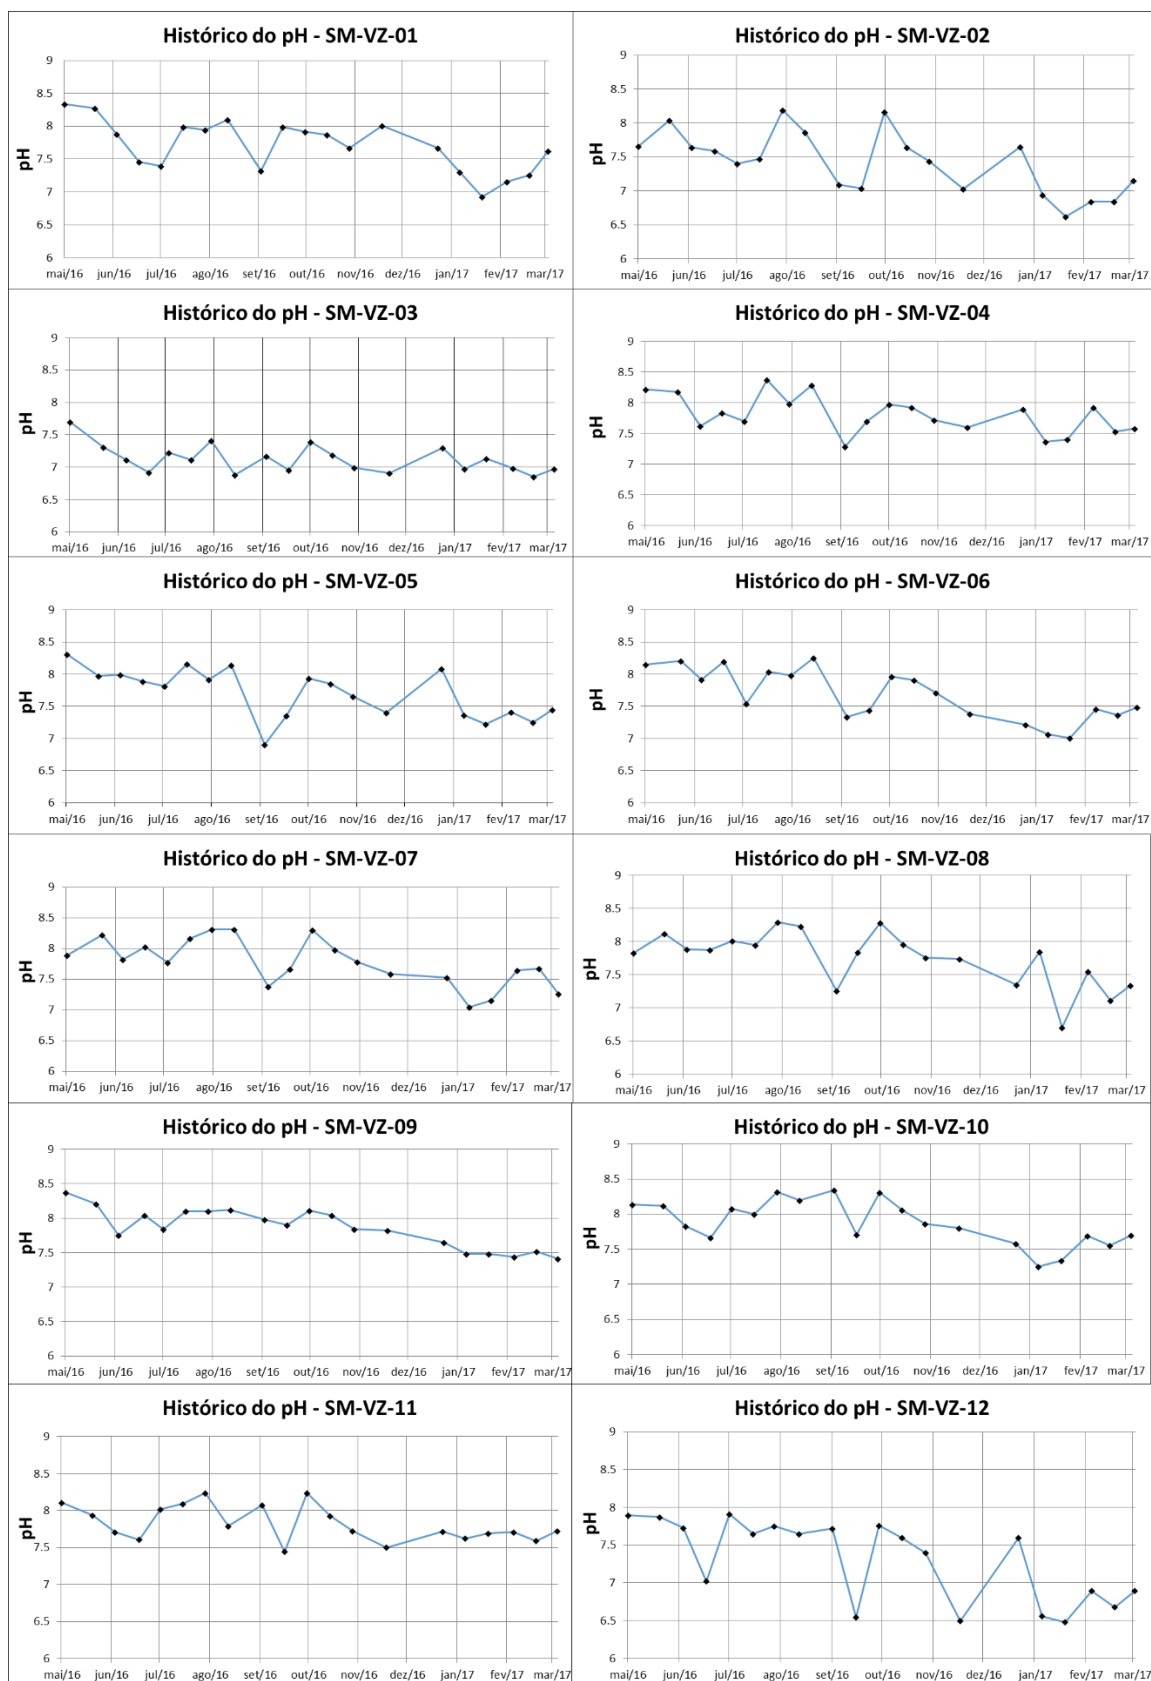 Histórico do pH - SM-VZ-01
pH
9
8.5
8
7.5
7
6.5
6
mai/16 jun/16 jul/16 ago/16 set/16 out/16 nov/16 dez/16 jan/17 fev/17 mar/17
Histórico do pH - SM-VZ-02
pH
9
8.5
8
7.5
7
6.5
6
mai/16 jun/16 jul/16 ago/16 set/16 out/16 nov/16 dez/16 jan/17 fev/17 mar/17
Histórico do pH - SM-VZ-03
pH
9
8.5
8
7.5
7
6.5
6
mai/16 jun/16 jul/16 ago/16 set/16 out/16 nov/16 dez/16 jan/17 fev/17 mar/17
Histórico do pH - SM-VZ-04
pH
9
8.5
8
7.5
7
6.5
6
mai/16 jun/16 jul/16 ago/16 set/16 out/16 nov/16 dez/16 jan/17 fev/17 mar/17
Histórico do pH - SM-VZ-05
pH
9
8.5
8
7.5
7
6.5
6
mai/16 jun/16 jul/16 ago/16 set/16 out/16 nov/16 dez/16 jan/17 fev/17 mar/17
Histórico do pH - SM-VZ-06
pH
9
8.5
8
7.5
7
6.5
6
mai/16 jun/16 jul/16 ago/16 set/16 out/16 nov/16 dez/16 jan/17 fev/17 mar/17
Histórico do pH - SM-VZ-07
pH
9
8.5
8
7.5
7
6.5
6
mai/16 jun/16 jul/16 ago/16 set/16 out/16 nov/16 dez/16 jan/17 fev/17 mar/17
Histórico do pH - SM-VZ-08
pH
9
8.5
8
7.5
7
6.5
6
mai/16 jun/16 jul/16 ago/16 set/16 out/16 nov/16 dez/16 jan/17 fev/17 mar/17
Histórico do pH - SM-VZ-09
pH
9
8.5
8
7.5
7
6.5
6
mai/16 jun/16 jul/16 ago/16 set/16 out/16 nov/16 dez/16 jan/17 fev/17 mar/17
Histórico do pH - SM-VZ-10
pH
9
8.5
8
7.5
7
6.5
6
mai/16 jun/16 jul/16 ago/16 set/16 out/16 nov/16 dez/16 jan/17 fev/17 mar/17
Histórico do pH - SM-VZ-11
pH
9
8.5
8
7.5
7
6.5
6
mai/16 jun/16 jul/16 ago/16 set/16 out/16 nov/16 dez/16 jan/17 fev/17 mar/17
Histórico do pH - SM-VZ-12
pH
9
8.5
8
7.5
7
6.5
6
mai/16 jun/16 jul/16 ago/16 set/16 out/16 nov/16 dez/16 jan/17 fev/17 mar/17